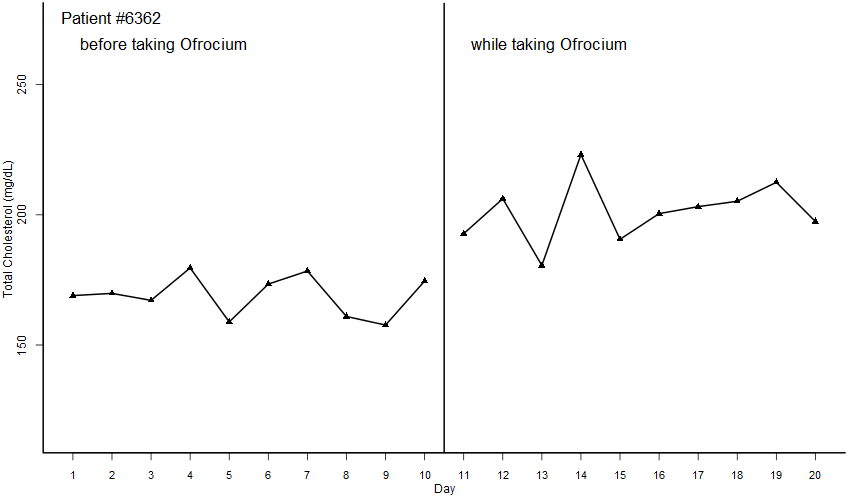 Patient #6362
before taking Ofrocium
while taking Ofrocium
Total Cholesterol (mg/dL)
250
200
150
1 2 3 4 5 6 7 8 9 10 11 12 13 14 15 16 17 18 19 20
Day